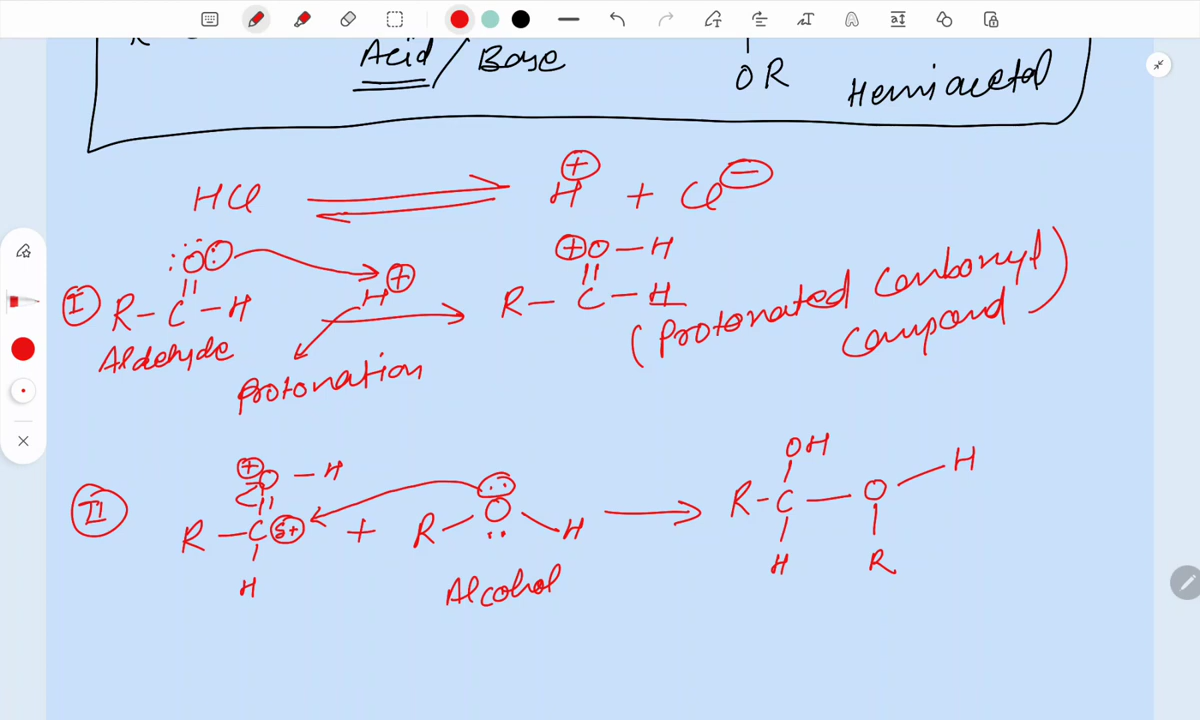 Acid / Base
OR Hemiacetal
HCl ⇌ H⊕ + Cl⊖
I R-C-H O H⊕ → R-C-H ⊕O-H
Aldehyde
Protonation
(Protonated Carbonyl
Compound)
II R-C δ+ H ⊕O-H + R-O-H → R-C-O-H OH H R
Alcohol